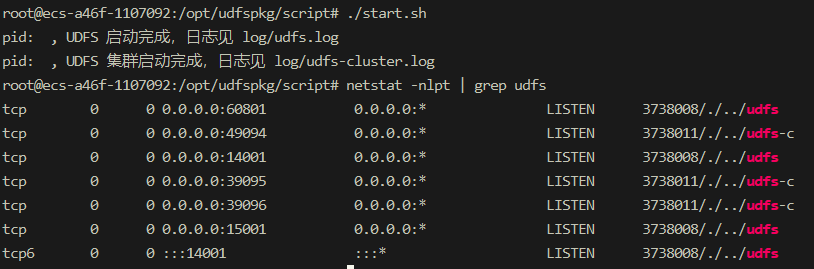 root@ecs-a46f-1107092:/opt/udfspkg/script# ./start.sh
pid:  , UDFS 启动完成, 日志见 log/udfs.log
pid:  , UDFS 集群启动完成, 日志见 log/udfs-cluster.log
root@ecs-a46f-1107092:/opt/udfspkg/script# netstat -nlpt | grep udfs
tcp        0      0 0.0.0.0:60801           0.0.0.0:*               LISTEN      3738008/./../udfs
tcp        0      0 0.0.0.0:49094           0.0.0.0:*               LISTEN      3738011/./../udfs-c
tcp        0      0 0.0.0.0:14001           0.0.0.0:*               LISTEN      3738008/./../udfs
tcp        0      0 0.0.0.0:39095           0.0.0.0:*               LISTEN      3738011/./../udfs-c
tcp        0      0 0.0.0.0:39096           0.0.0.0:*               LISTEN      3738011/./../udfs-c
tcp        0      0 0.0.0.0:15001           0.0.0.0:*               LISTEN      3738008/./../udfs
tcp6       0      0 :::14001                :::*                    LISTEN      3738008/./../udfs